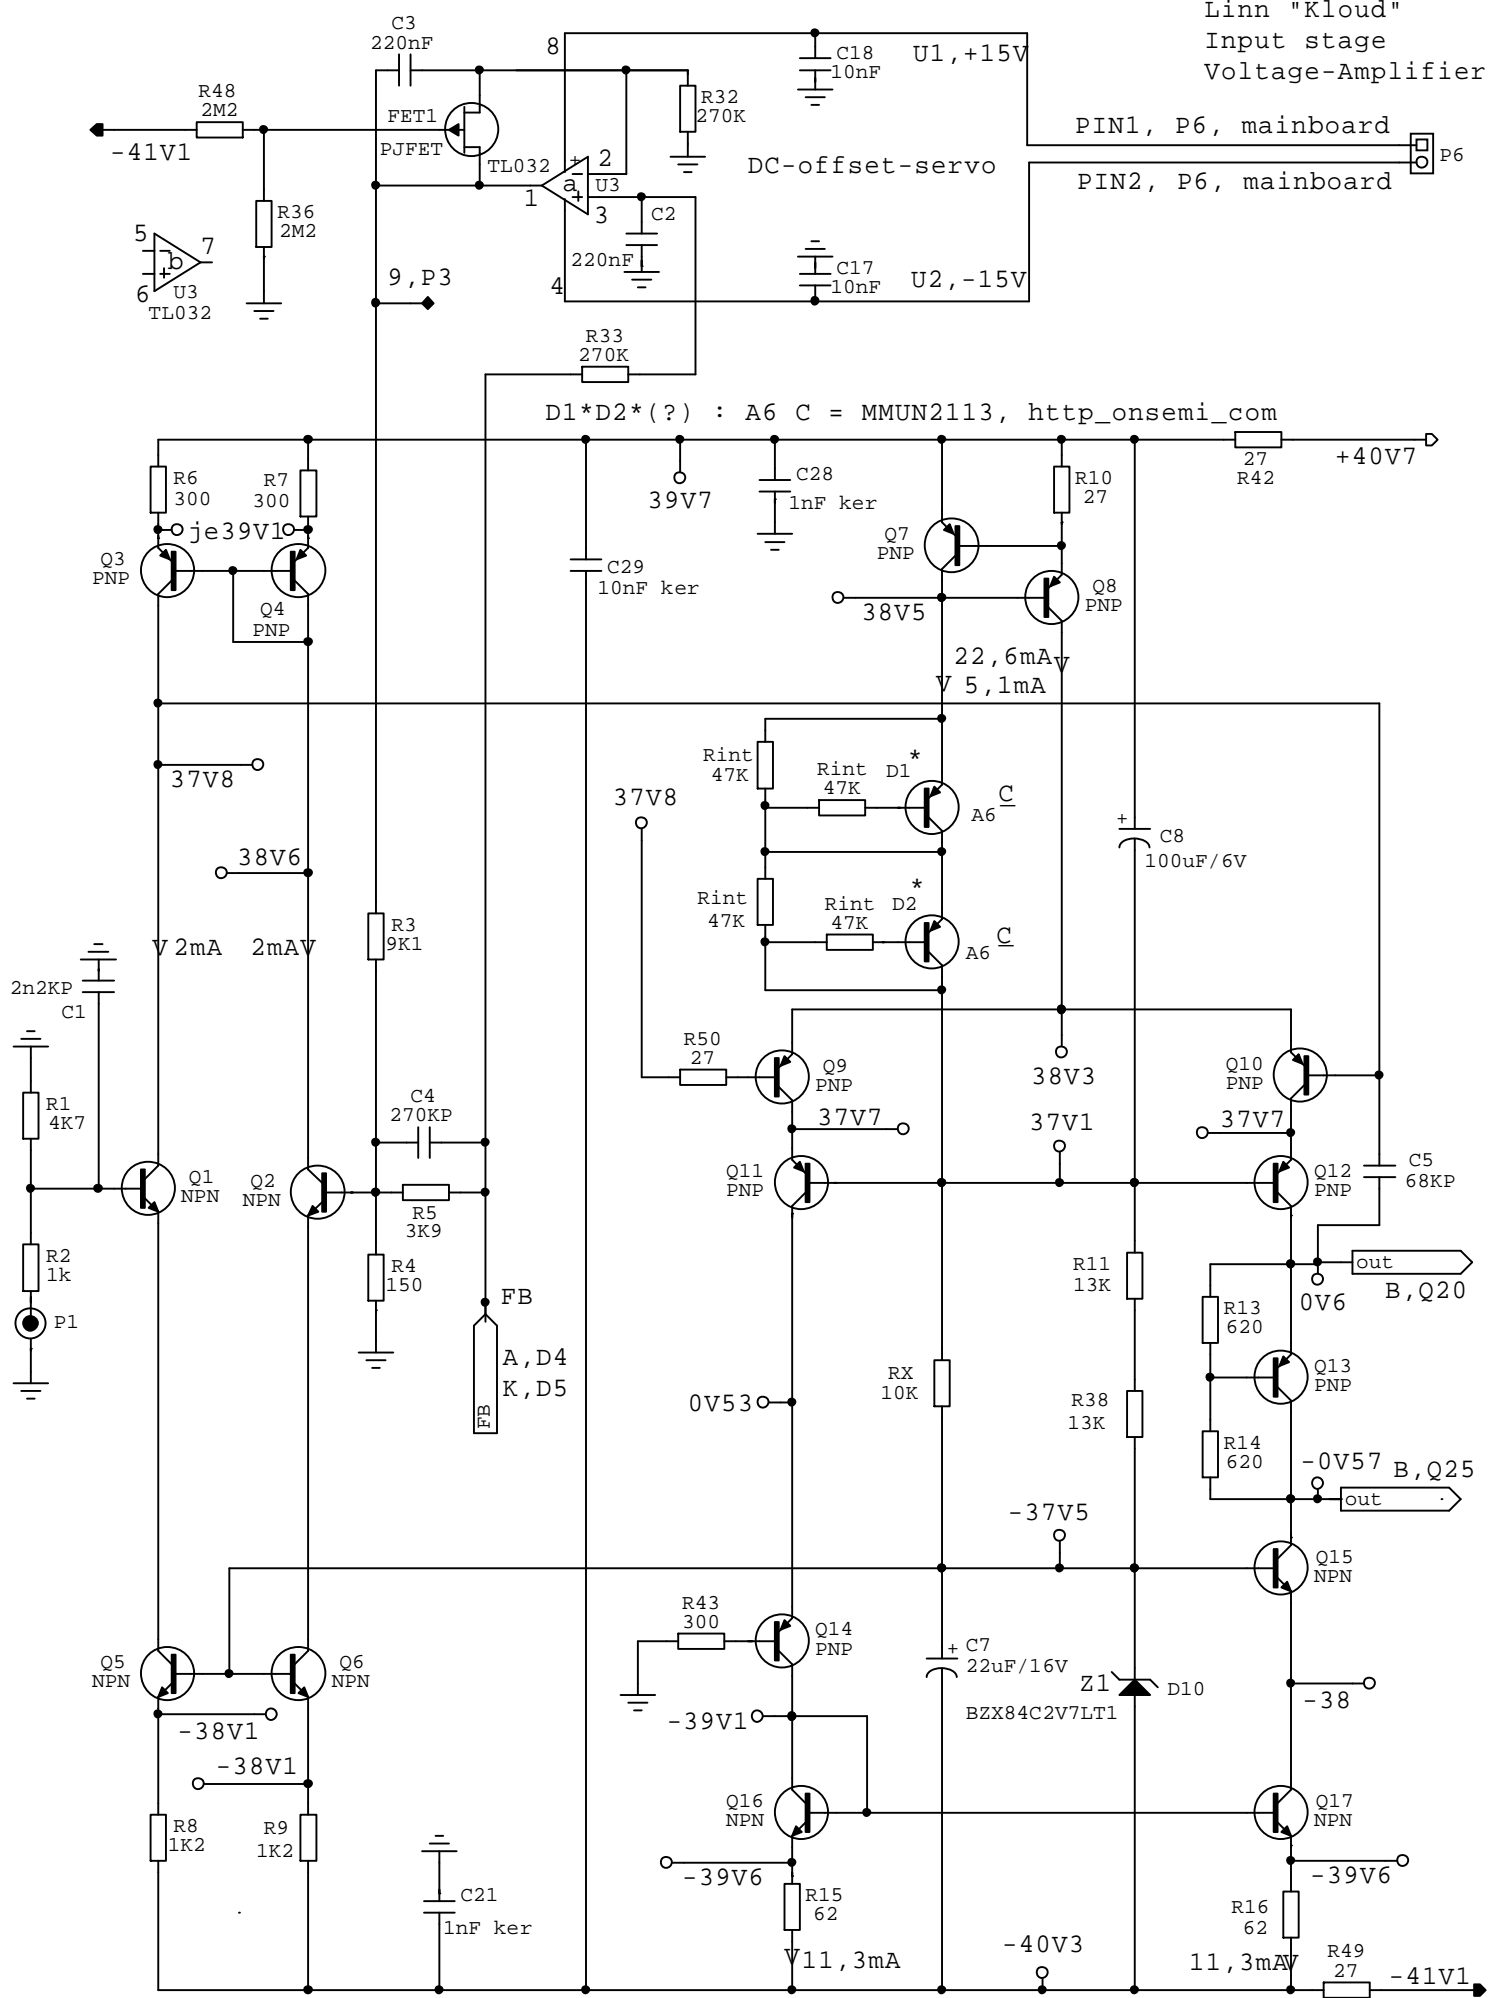 Linn "Kloud"
Input stage
Voltage-Amplifier
C3
220nF
8
C18
10nF
U1,+15V
R48
2M2
FET1
PJFET
R32
270K
PIN1, P6, mainboard
P6
-41V1
TL032
+
-
2
a
U3
+
1
3
DC-offset-servo
PIN2, P6, mainboard
R36
2M2
C2
220nF
5
7
-
b
+
6
U3
TL032
9,P3
4
C17
10nF
U2,-15V
R33
270K
D1*D2*(?) : A6 C = MMUN2113, http_onsemi_com
27
R42
+40V7
R6
300
R7
300
39V7
C28
1nF ker
R10
27
je39V1
Q3
PNP
Q4
PNP
C29
10nF ker
Q7
PNP
Q8
PNP
38V5
22,6mA
V
V
5,1mA
37V8
Rint
47K
Rint
47K
D1
*
A6
C
37V8
+
C8
100uF/6V
38V6
Rint
47K
Rint
47K
D2
*
A6
C
R3
9K1
V
2mA
2mA
V
2n2KP
C1
R50
27
Q9
PNP
38V3
Q10
PNP
R1
4K7
C4
270KP
37V7
37V1
37V7
Q1
NPN
Q2
NPN
Q11
PNP
Q12
PNP
C5
68KP
R5
3K9
R2
1k
R4
150
R11
13K
out
B,Q20
0V6
P1
FB
R13
620
A,D4
K,D5
FB
RX
10K
Q13
PNP
0V53
R38
13K
R14
620
-0V57
B,Q25
out
-37V5
Q15
NPN
R43
300
Q14
PNP
Q5
NPN
Q6
NPN
+
C7
22uF/16V
Z1
D10
BZX84C2V7LT1
-38
-38V1
-39V1
-38V1
Q16
NPN
Q17
NPN
R8
1K2
R9
1K2
-39V6
-39V6
C21
1nF ker
R15
62
R16
62
V
11,3mA
-40V3
11,3mA
V
R49
27
-41V1